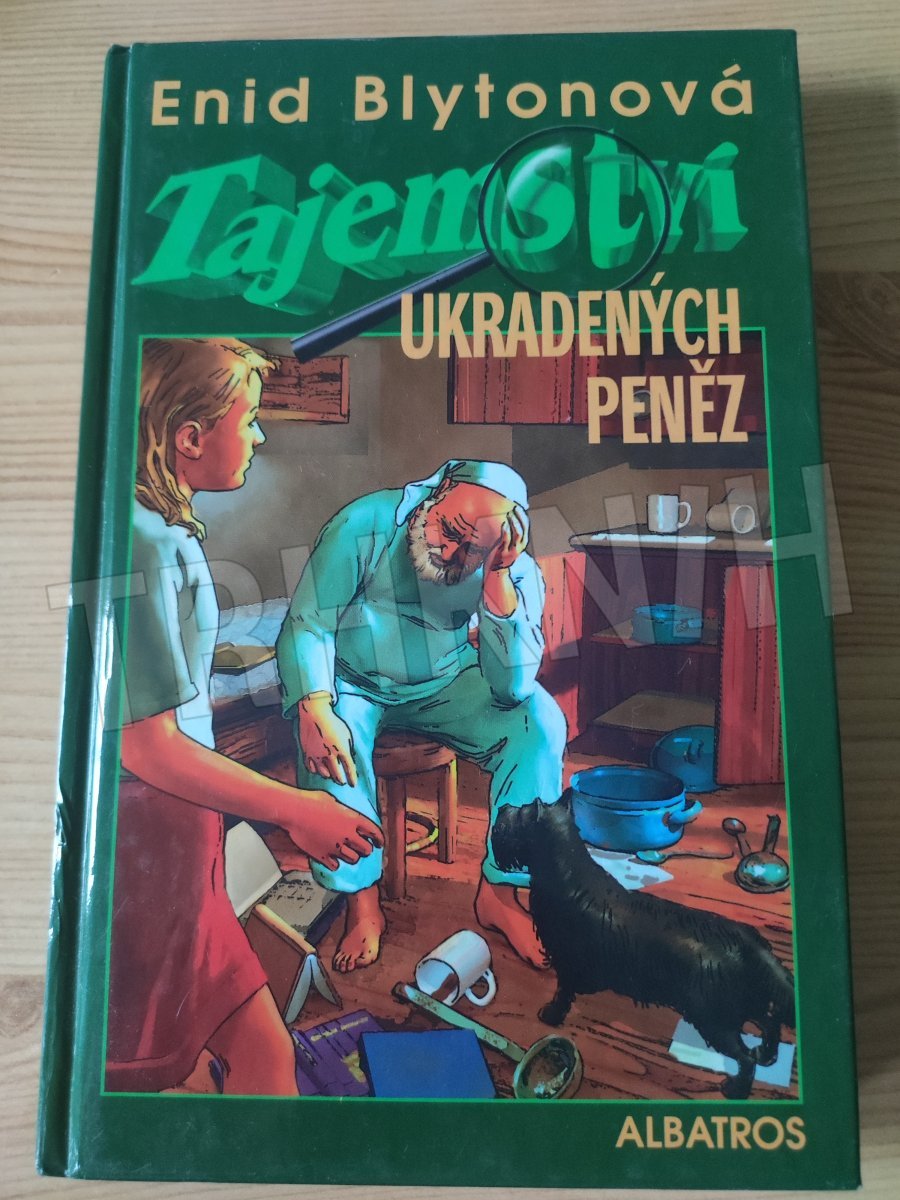 Enid Blytonová
Tajemství
UKRADENÝCH
PENĚZ
ALBATROS